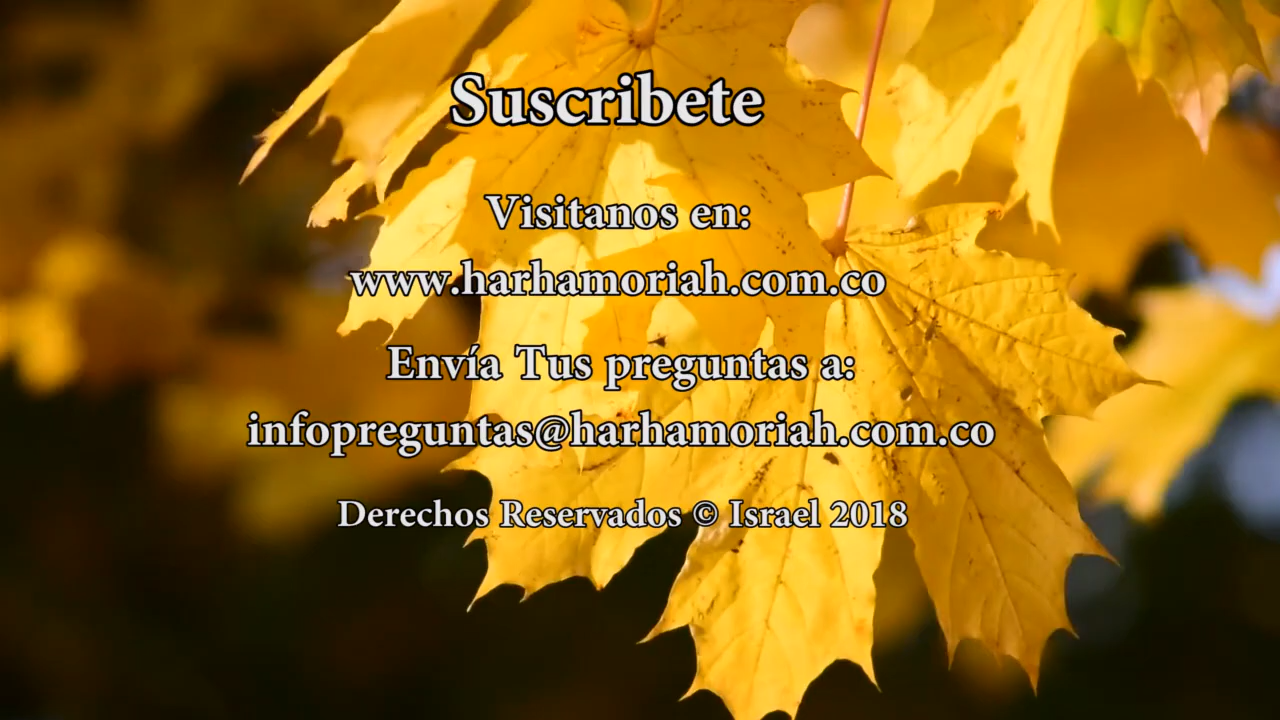 Suscribete
Visitanos en:
www.harhamoriah.com.co
Envía Tus preguntas a:
infopreguntas@harhamoriah.com.co
Derechos Reservados © Israel 2018